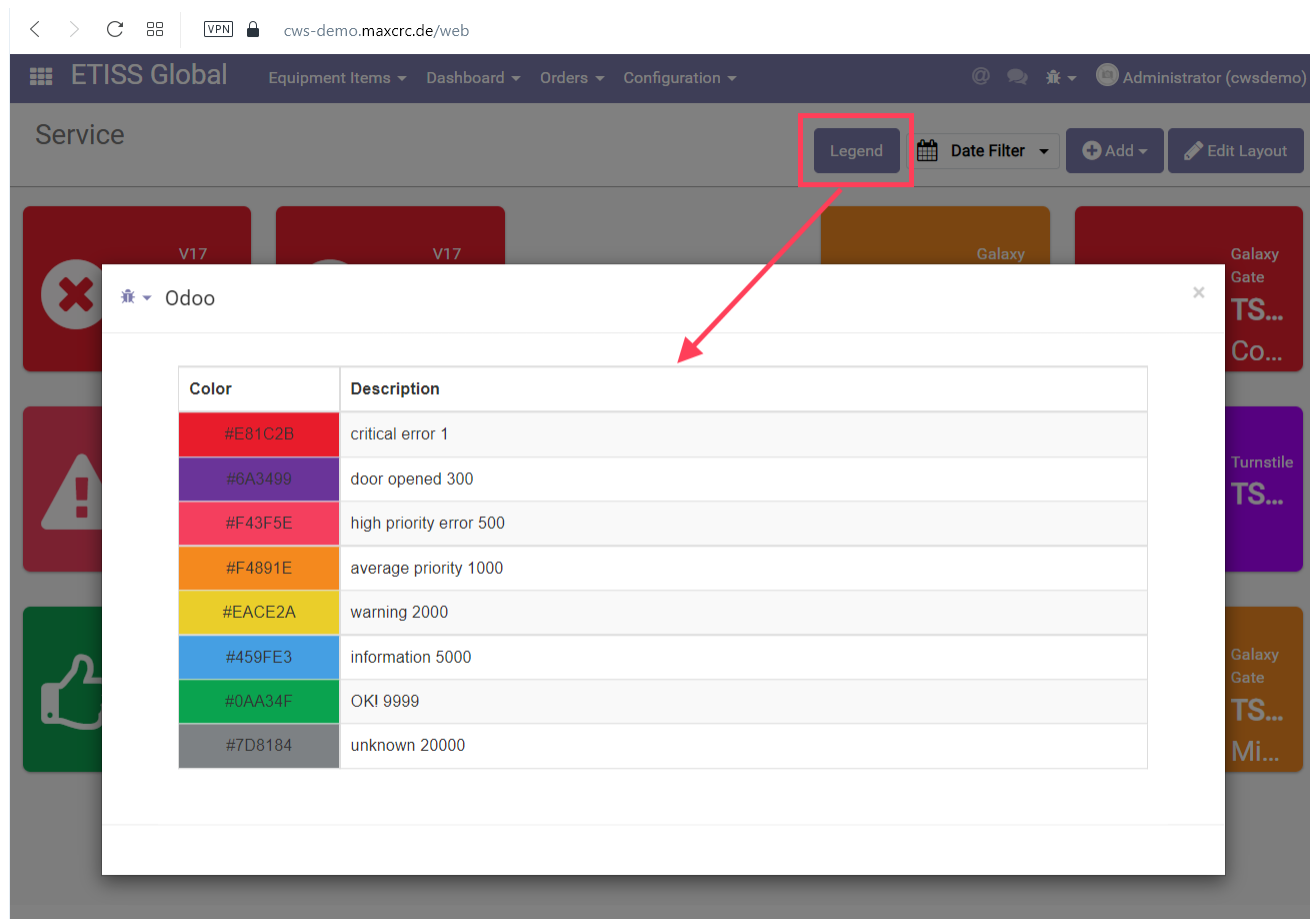 VPN cws-demo.maxcrc.de/web
ETISS Global Equipment Items Dashboard Orders Configuration @ Administrator (cwsdemo)
Service Legend Date Filter Add Edit Layout
V17 V17 Galaxy Galaxy
Gate
TS...
Co...
Odoo ×
Color Description
#E81C2B critical error 1
#6A3499 door opened 300
#F43F5E high priority error 500
#F4891E average priority 1000
#EACE2A warning 2000
#459FE3 information 5000
#0AA34F OK! 9999
#7D8184 unknown 20000
Turnstile
TS...
Galaxy
Gate
TS...
Mi...